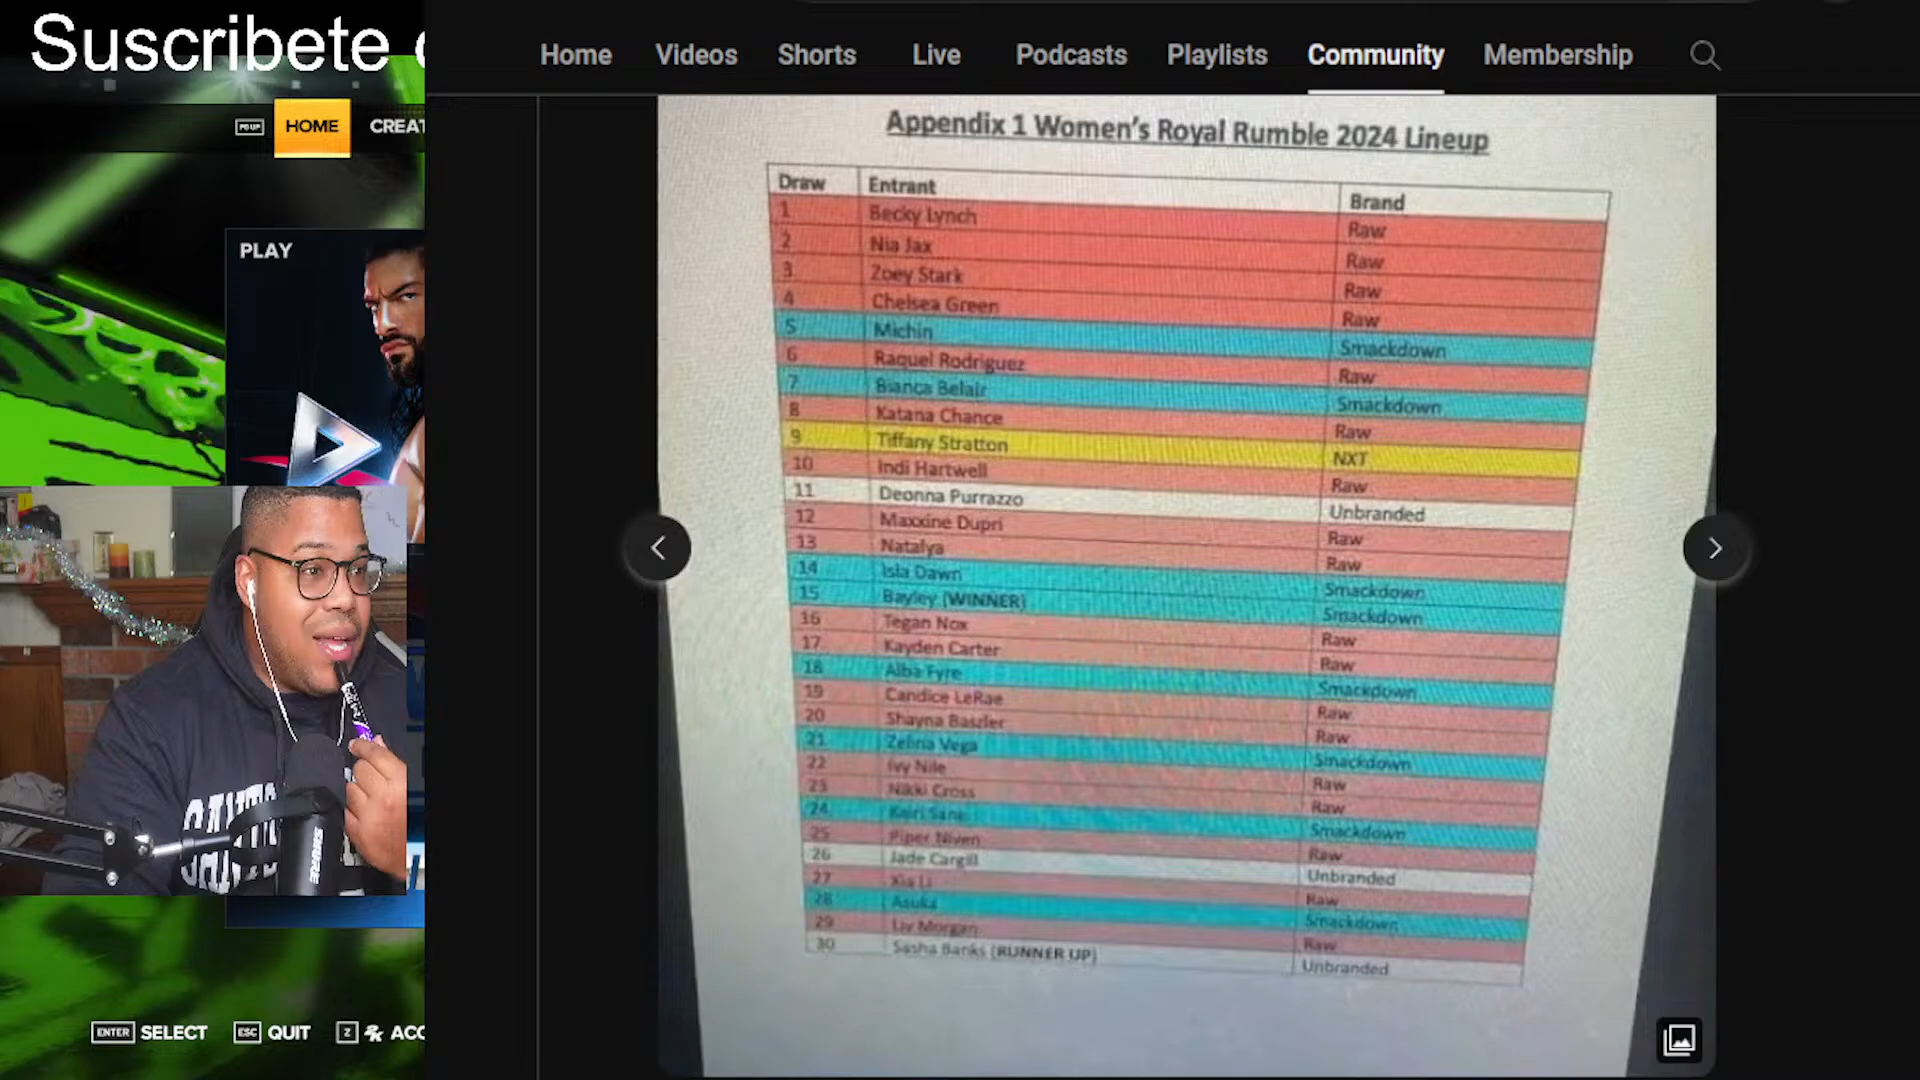 Suscribete
Home Videos Shorts Live Podcasts Playlists Community Membership
PGUP HOME CREAT
PLAY
Appendix 1 Women's Royal Rumble 2024 Lineup
Draw Entrant Brand
1 Becky Lynch Raw
2 Nia Jax Raw
3 Zoey Stark Raw
4 Chelsea Green Raw
5 Michin Smackdown
6 Raquel Rodriguez Raw
7 Bianca Belair Smackdown
8 Katana Chance Raw
9 Tiffany Stratton NXT
10 Indi Hartwell Raw
11 Deonna Purrazzo Unbranded
12 Maxxine Dupri Raw
13 Natalya Raw
14 Isla Dawn Smackdown
15 Bayley (WINNER) Smackdown
16 Tegan Nox Raw
17 Kayden Carter Raw
18 Alba Fyre Smackdown
19 Candice LeRae Raw
20 Shayna Baszler Raw
21 Zelina Vega Smackdown
22 Ivy Nile Raw
23 Nikki Cross Raw
24 Kairi Sane Smackdown
25 Piper Niven Raw
26 Jade Cargill Unbranded
27 Xia Li Raw
28 Asuka Smackdown
29 Liv Morgan Raw
30 Sasha Banks (RUNNER UP) Unbranded
SHURE
ENTER SELECT ESC QUIT Z ACC